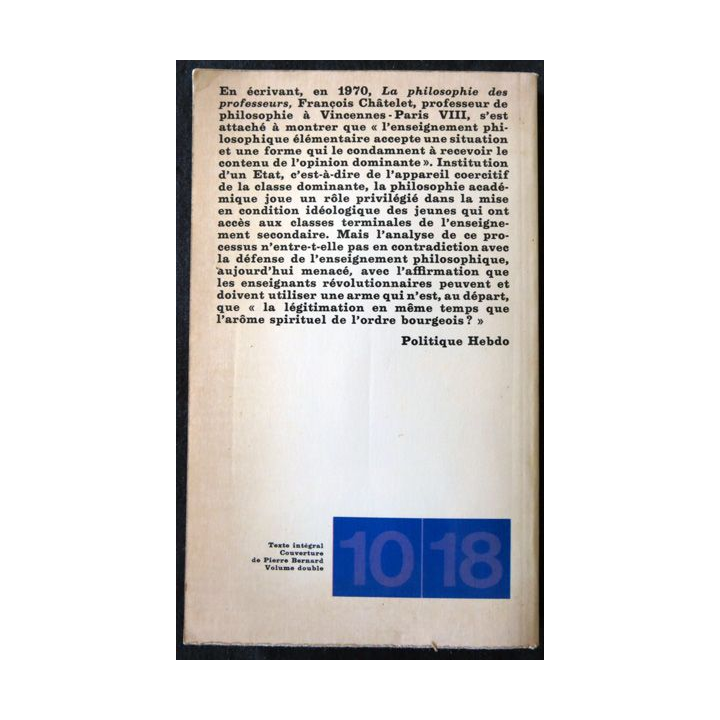 En écrivant, en 1970, La philosophie des
professeurs, François Châtelet, professeur de
philosophie à Vincennes - Paris VIII, s'est
attaché à montrer que « l'enseignement phi-
losophique élémentaire accepte une situation
et une forme qui le condamnent à recevoir le
contenu de l'opinion dominante ». Institution
d'un Etat, c'est-à-dire de l'appareil coercitif
de la classe dominante, la philosophie acadé-
mique joue un rôle privilégié dans la mise
en condition idéologique des jeunes qui ont
accès aux classes terminales de l'enseigne-
ment secondaire. Mais l'analyse de ce pro-
cessus n'entre-t-elle pas en contradiction avec
la défense de l'enseignement philosophique,
aujourd'hui menacé, avec l'affirmation que
les enseignants révolutionnaires peuvent et
doivent utiliser une arme qui n'est, au départ,
que « la légitimation en même temps que
l'arôme spirituel de l'ordre bourgeois ? »
Politique Hebdo
Texte intégral
Couverture
de Pierre Bernard
Volume double
10 18